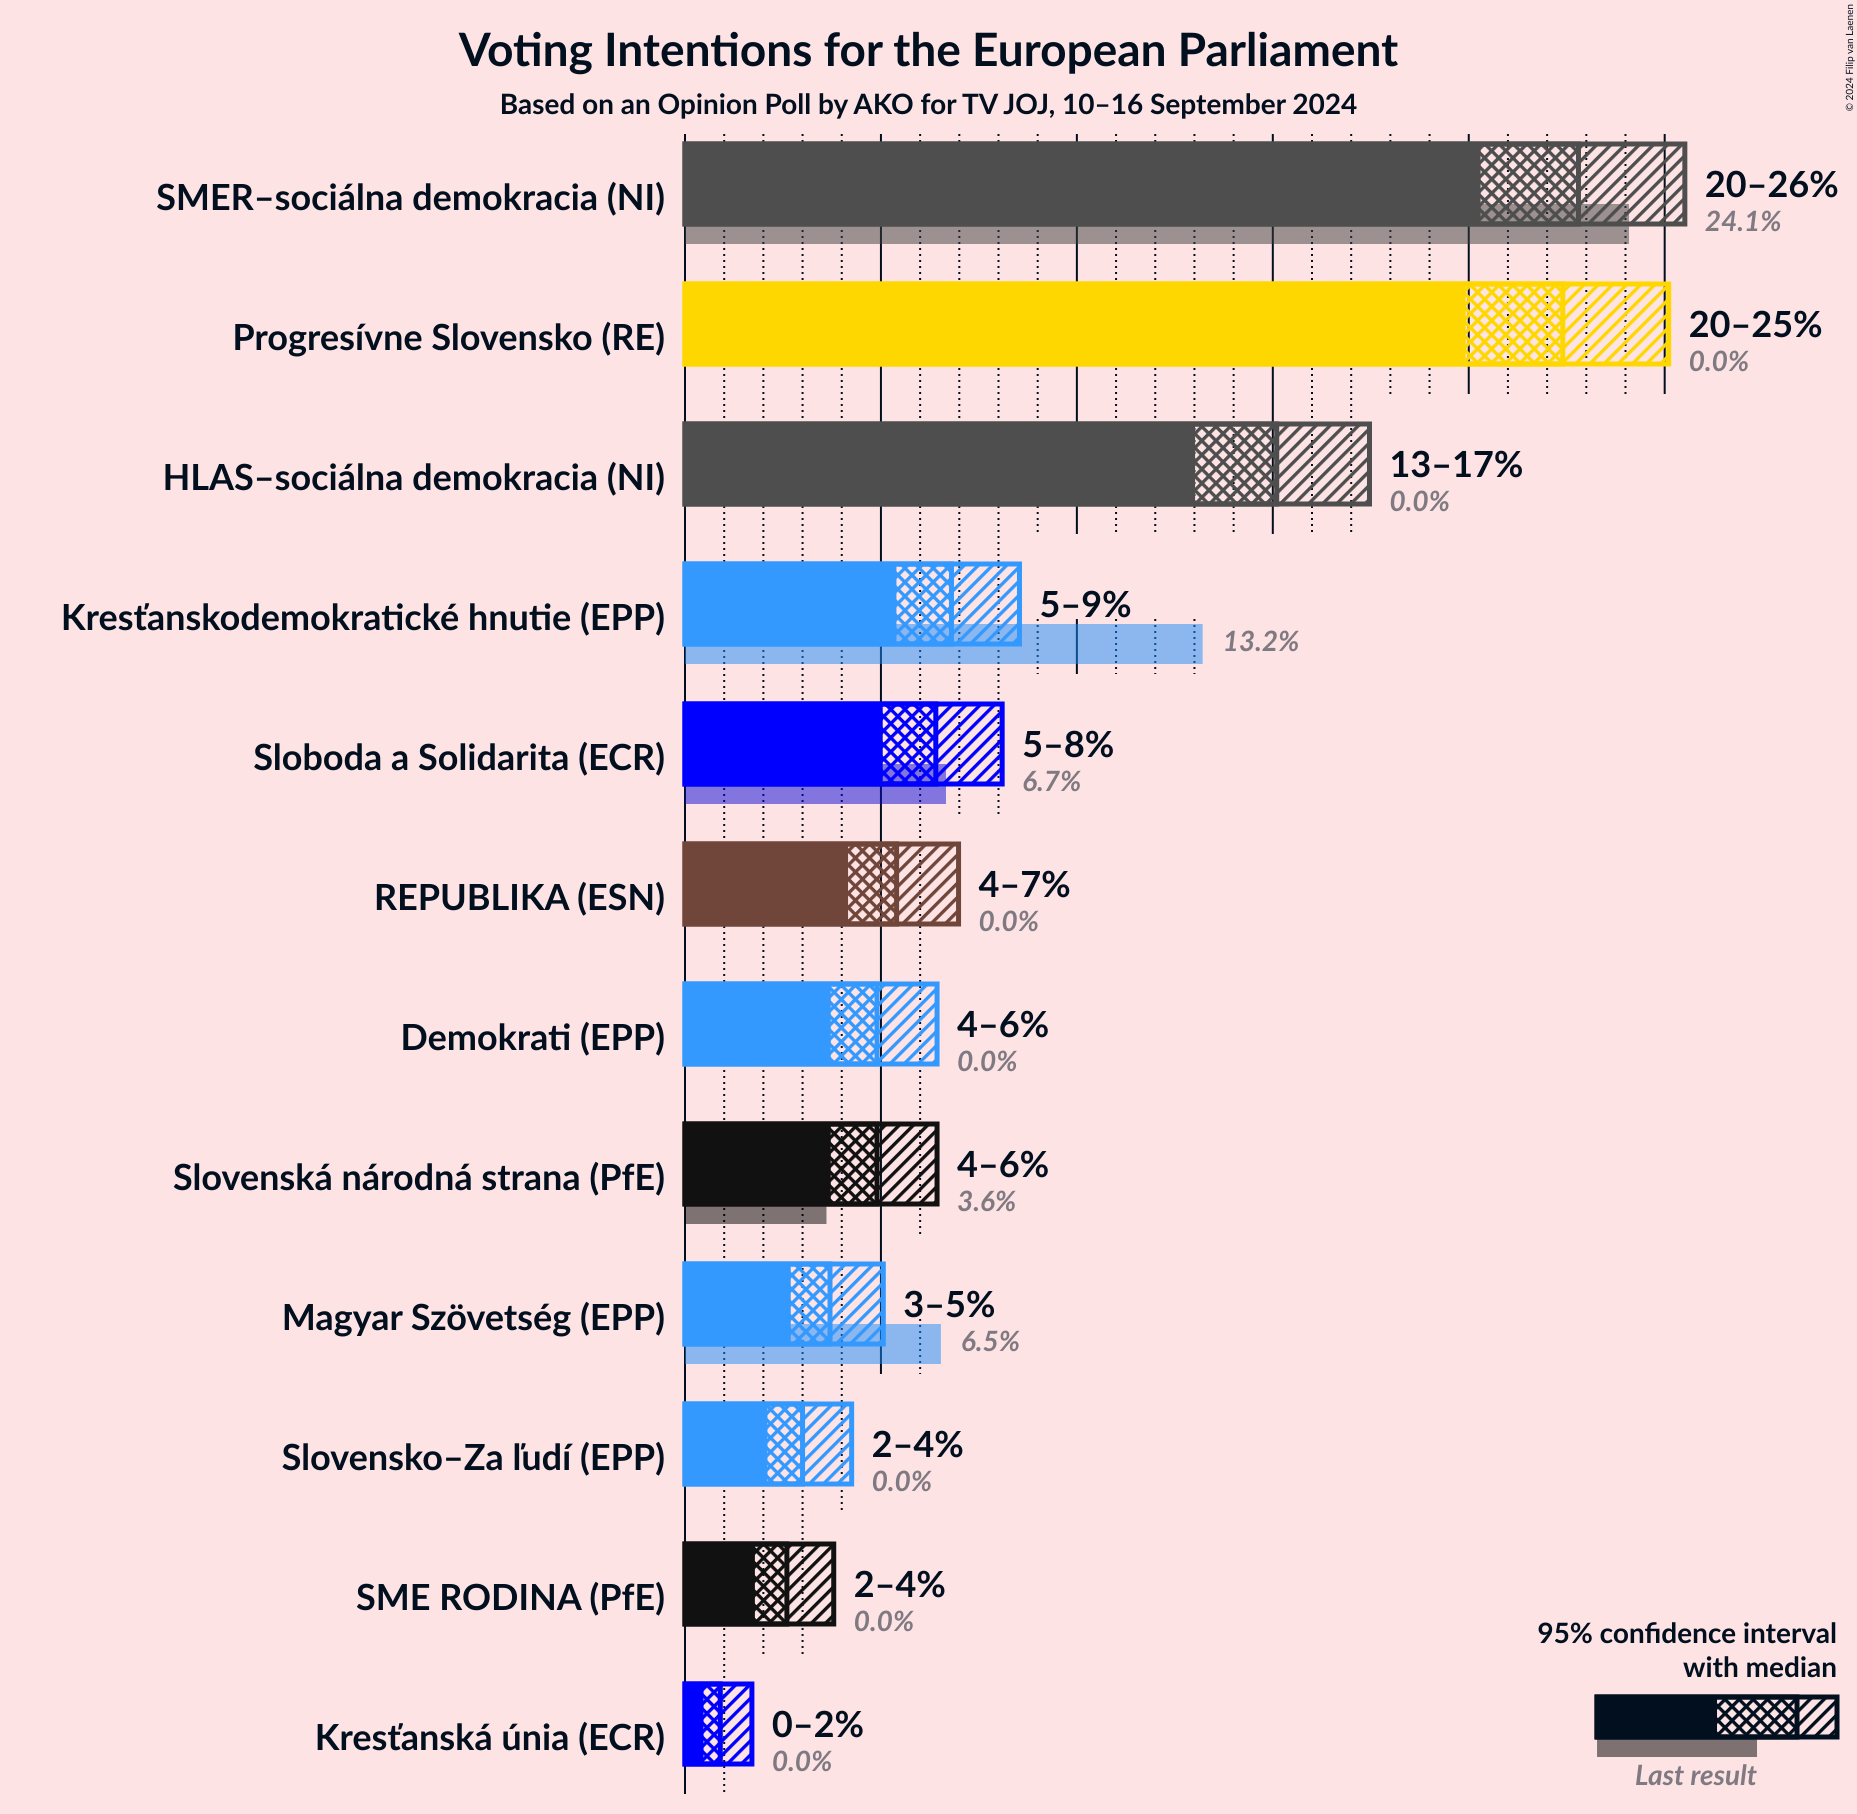 Voting Intentions for the European Parliament
Based on an Opinion Poll by AKO for TV JOJ, 10–16 September 2024
© 2024 Filip van Laenen
SMER–sociálna demokracia (NI)
20–26%
24.1%
Progresívne Slovensko (RE)
20–25%
0.0%
HLAS–sociálna demokracia (NI)
13–17%
0.0%
Kresťanskodemokratické hnutie (EPP)
5–9%
13.2%
Sloboda a Solidarita (ECR)
5–8%
6.7%
REPUBLIKA (ESN)
4–7%
0.0%
Demokrati (EPP)
4–6%
0.0%
Slovenská národná strana (PfE)
4–6%
3.6%
Magyar Szövetség (EPP)
3–5%
6.5%
Slovensko–Za ľudí (EPP)
2–4%
0.0%
SME RODINA (PfE)
2–4%
0.0%
Kresťanská únia (ECR)
0–2%
0.0%
95% confidence interval
with median
Last result